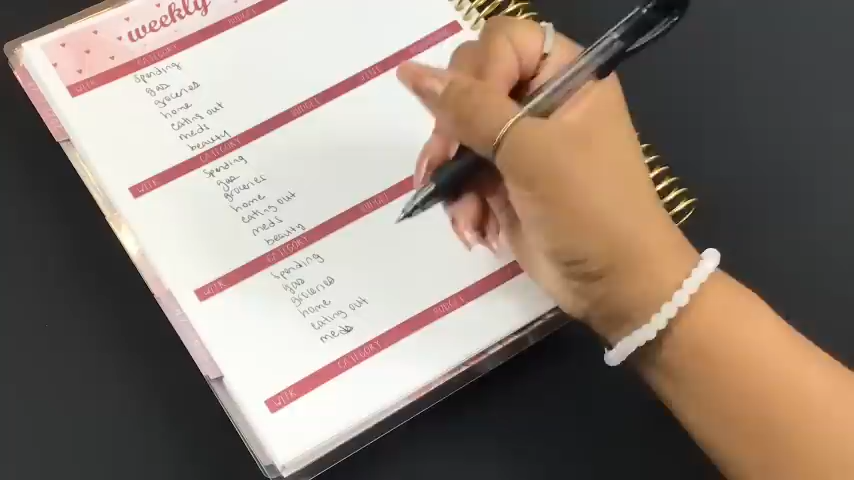 weekly
WEEK CATEGORY BUDGET
spending
gas
groceries
home
eating out
meds
beauty
WEEK CATEGORY BUDGET
spending
gas
groceries
home
eating out
meds
beauty
WEEK CATEGORY BUDGET
spending
gas
groceries
home
eating out
meds
WEEK CATEGORY BUDGET